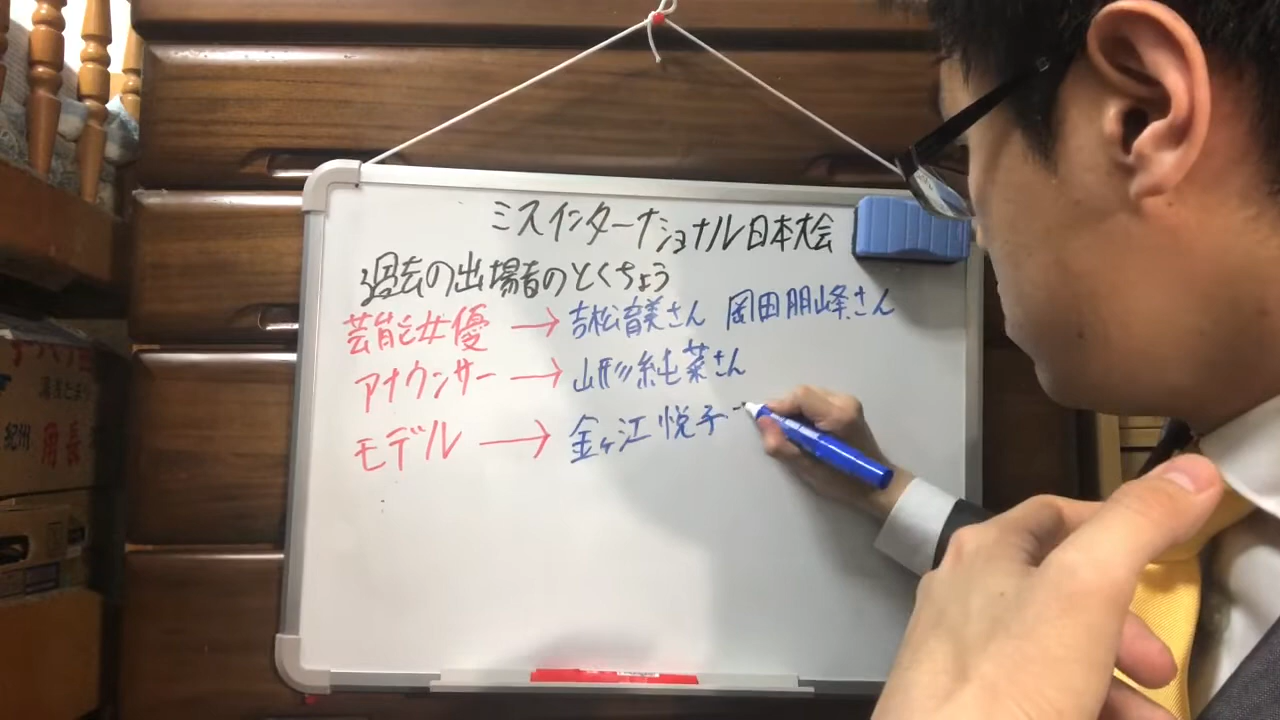 ミスインターナショナル日本大会
過去の出場者のとくちょう
芸能女優 → 吉松育美さん 岡田朋峰さん
アナウンサー → 山形純菜さん
モデル → 金ヶ江悦子
紀州